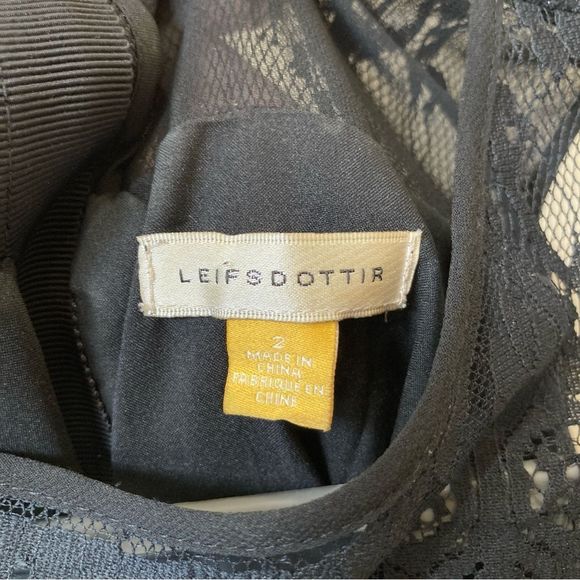 LEIFSDOTTIR
2
MADE IN
CHINA
FABRIQUE EN
CHINE